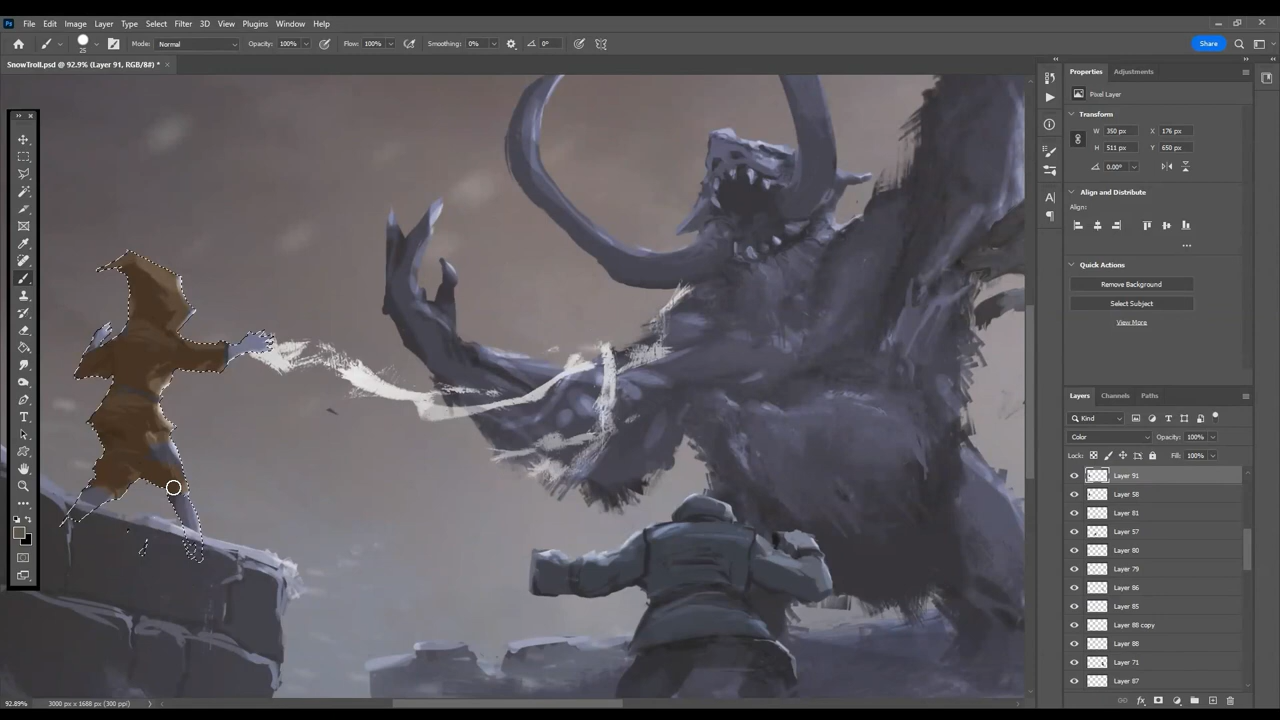 Ps File Edit Image Layer Type Select Filter 3D View Plugins Window Help
25 Mode: Normal Opacity: 100% Flow: 100% Smoothing: 0% 0° Share
SnowTroll.psd @ 92.9% (Layer 91, RGB/8#) * ×
Properties Adjustments
Pixel Layer
Transform
W 350 px X 176 px
H 511 px Y 650 px
0.00°
Align and Distribute
Align:
Quick Actions
Remove Background
Select Subject
View More
Layers Channels Paths
Kind
Color Opacity: 100%
Lock: Fill: 100%
Layer 91
Layer 58
Layer 81
Layer 57
Layer 80
Layer 79
Layer 86
Layer 85
Layer 88 copy
Layer 88
Layer 71
Layer 87
92.89% 3000 px x 1688 px (300 ppi)